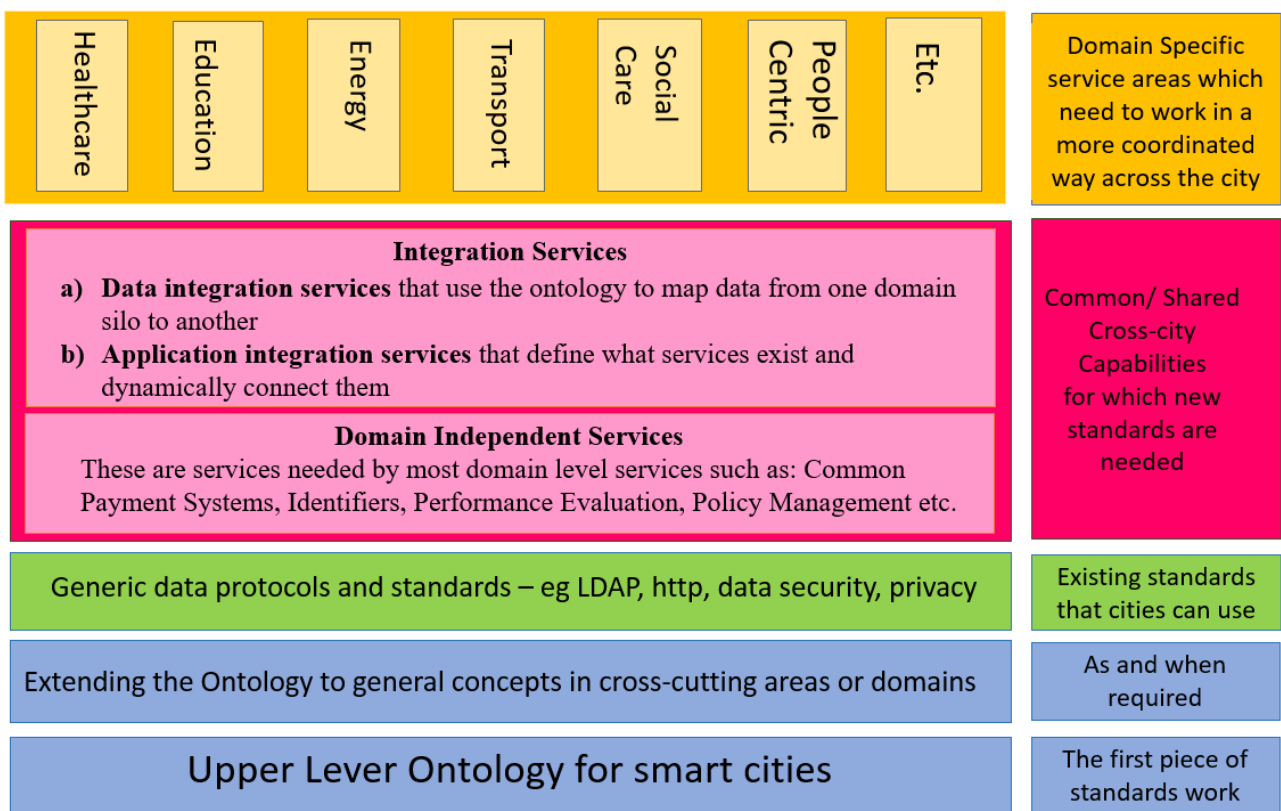 Healthcare
Education
Energy
Transport
Social
Care
People
Centric
Etc.
Domain Specific
service areas which
need to work in a
more coordinated
way across the city
Integration Services
a) Data integration services that use the ontology to map data from one domain
silo to another
b) Application integration services that define what services exist and
dynamically connect them
Domain Independent Services
These are services needed by most domain level services such as: Common
Payment Systems, Identifiers, Performance Evaluation, Policy Management etc.
Common/ Shared
Cross-city
Capabilities
for which new
standards are
needed
Generic data protocols and standards – eg LDAP, http, data security, privacy
Existing standards
that cities can use
Extending the Ontology to general concepts in cross-cutting areas or domains
As and when
required
Upper Lever Ontology for smart cities
The first piece of
standards work